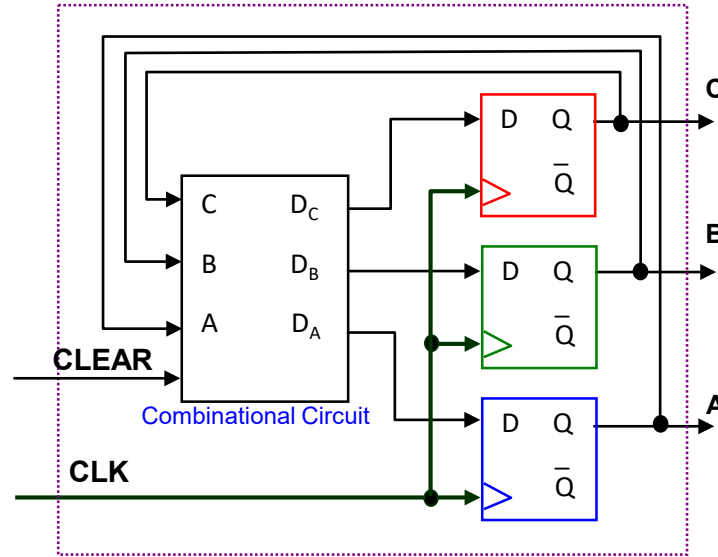 C
D Q
Q̅
C D_C
B
B D_B
D Q
Q̅
A D_A
CLEAR
A
D Q
Q̅
Combinational Circuit
CLK